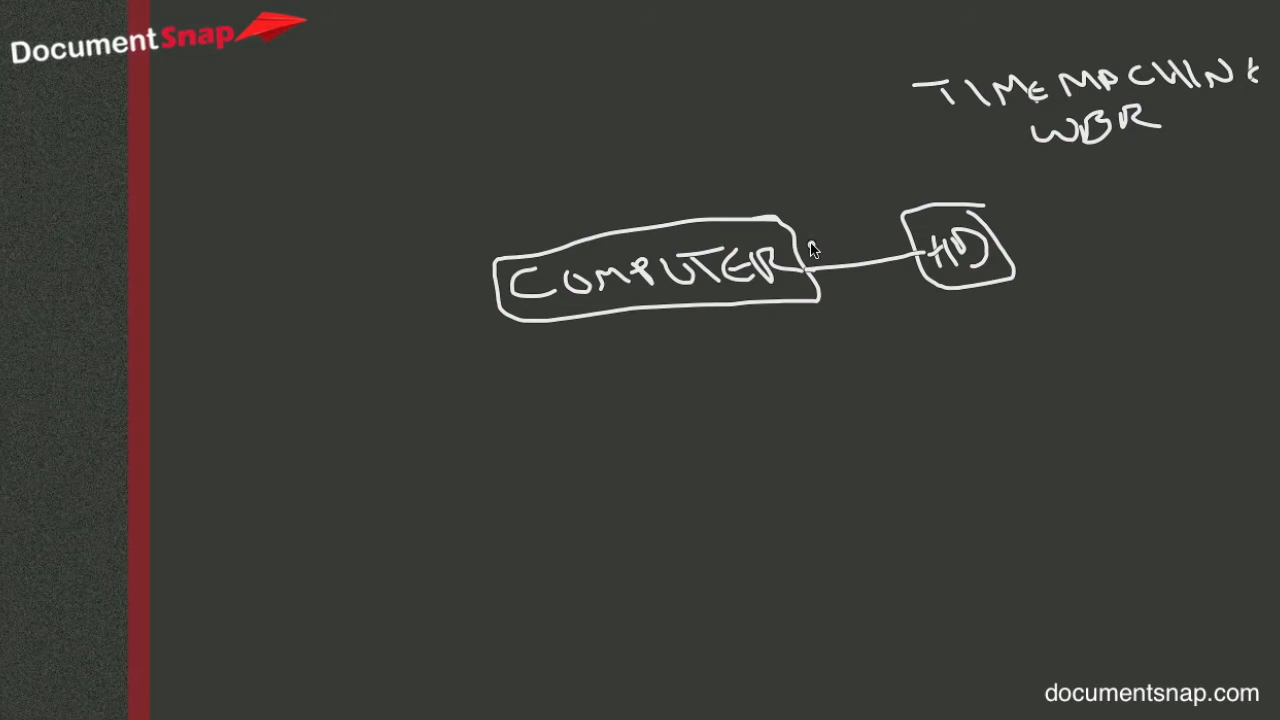 DocumentSnap
TIME MACHINE
WBR
COMPUTER
HD
documentsnap.com